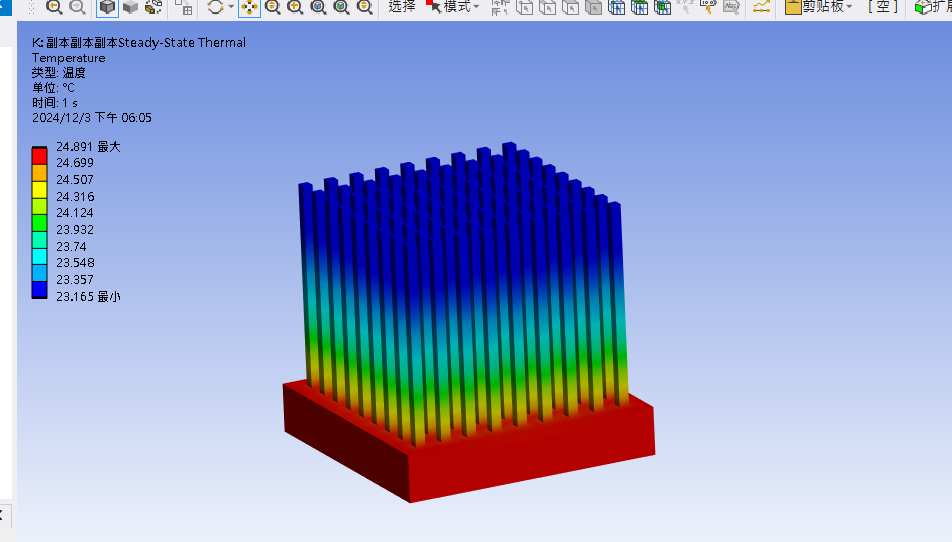 选择 模式 剪贴板 [ 空 ]
K: 副本副本副本Steady-State Thermal
Temperature
类型: 温度
单位: °C
时间: 1 s
2024/12/3 下午 06:05
24.891 最大
24.699
24.507
24.316
24.124
23.932
23.74
23.548
23.357
23.165 最小